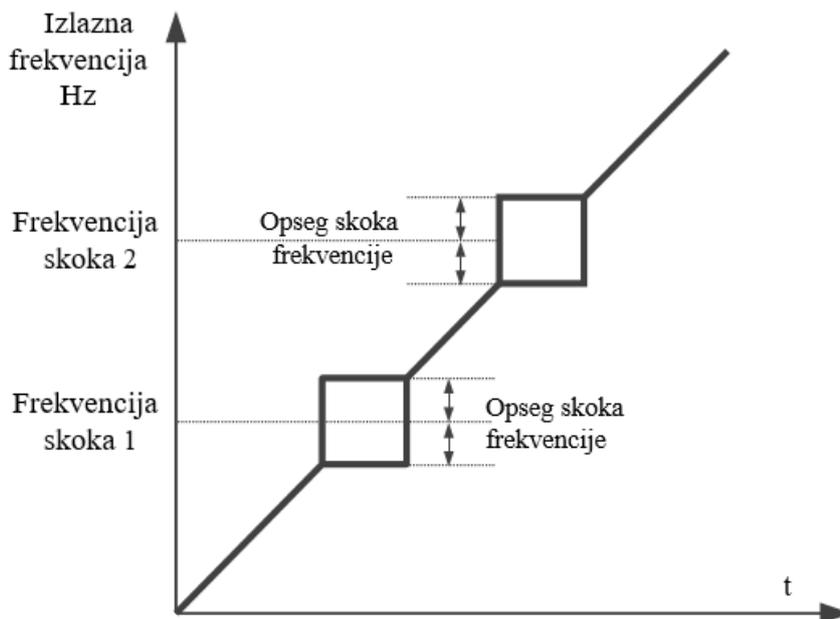 Izlazna
frekvencija
Hz
Frekvencija
skoka 2
Opseg skoka
frekvencije
Frekvencija
skoka 1
Opseg skoka
frekvencije
t